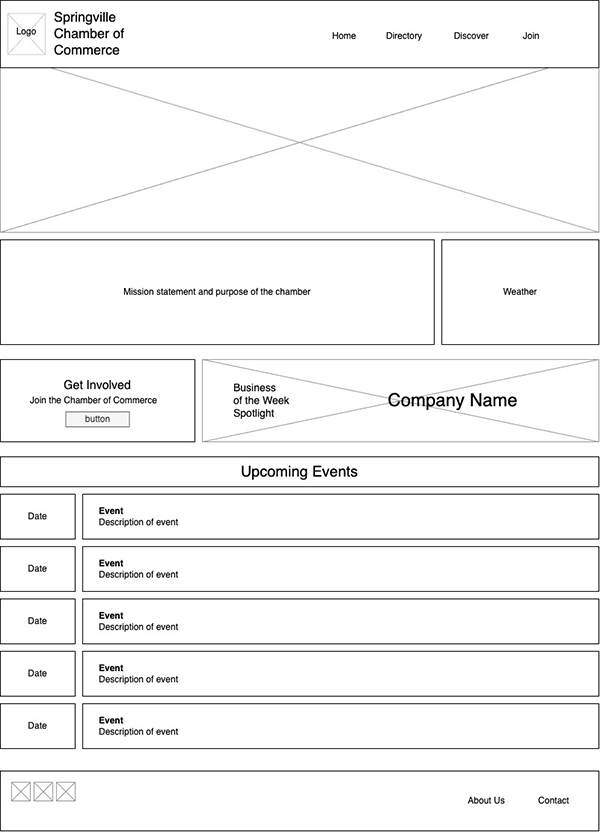 Logo
Springville
Chamber of
Commerce
Home
Directory
Discover
Join
Mission statement and purpose of the chamber
Weather
Get Involved
Join the Chamber of Commerce
button
Business
of the Week
Spotlight
Company Name
Upcoming Events
Date
Event
Description of event
Date
Event
Description of event
Date
Event
Description of event
Date
Event
Description of event
Date
Event
Description of event
About Us
Contact